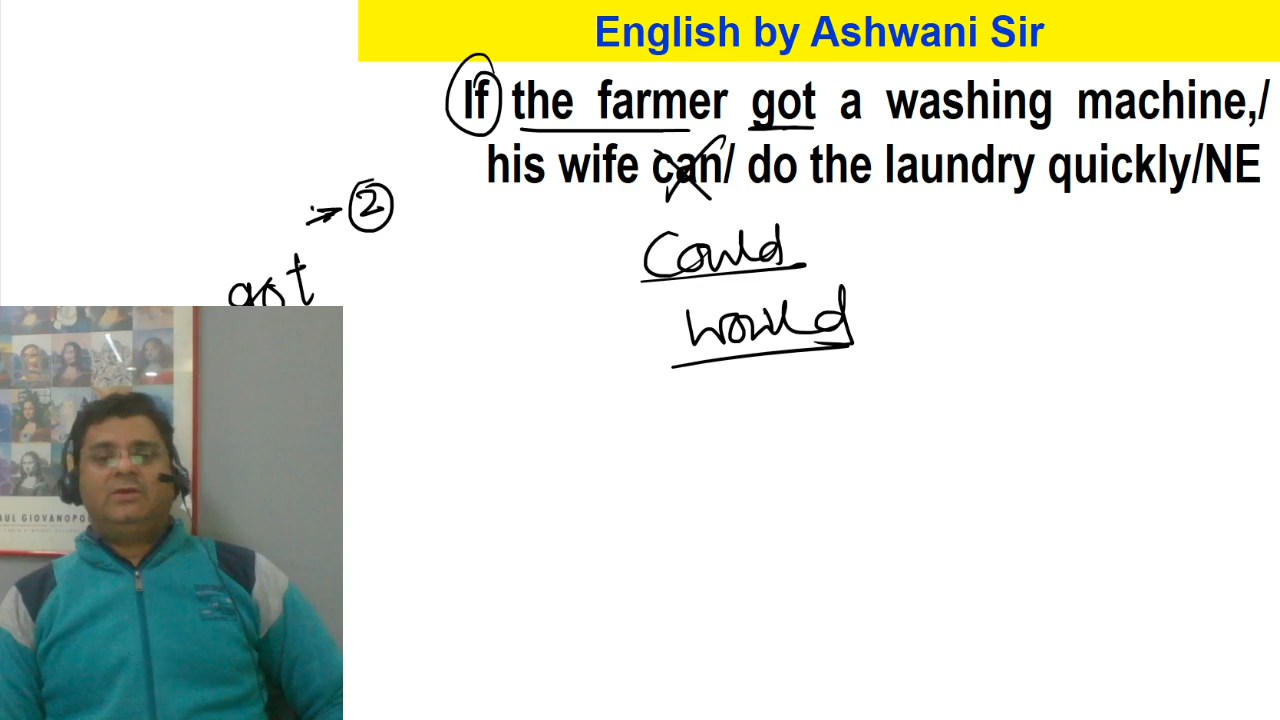 English by Ashwani Sir
If the farmer got a washing machine,/
his wife can/ do the laundry quickly/NE
2
Could
got
would